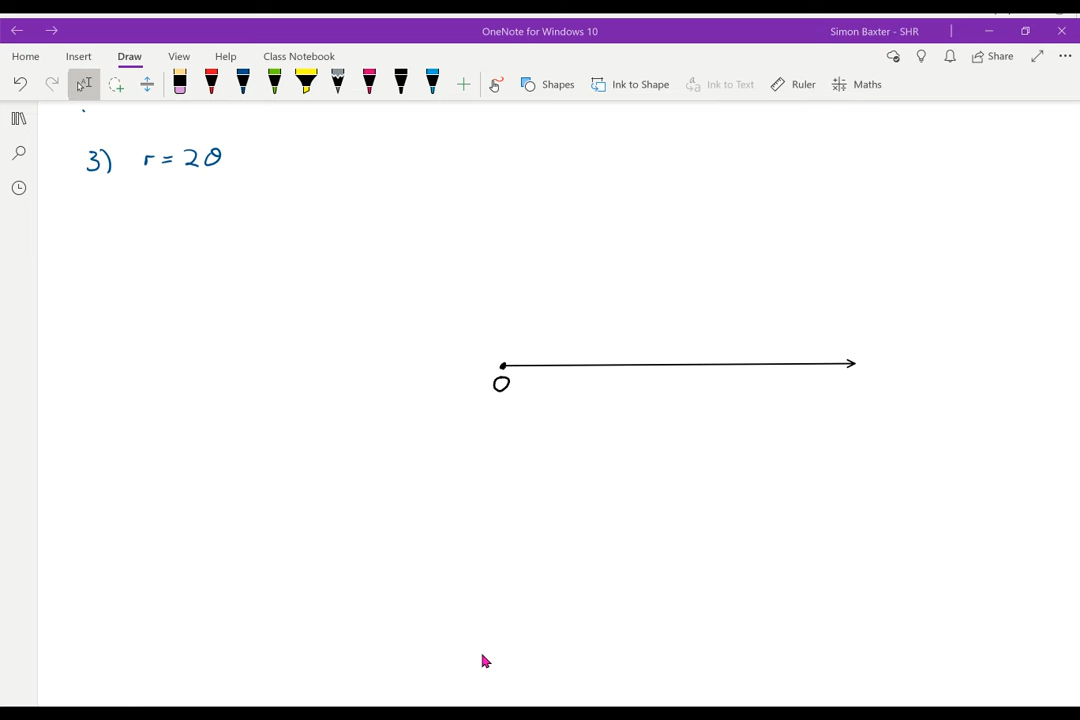 OneNote for Windows 10
Simon Baxter - SHR
Home Insert Draw View Help Class Notebook Share
Shapes Ink to Shape Ink to Text Ruler Maths
3) r = 2θ
O